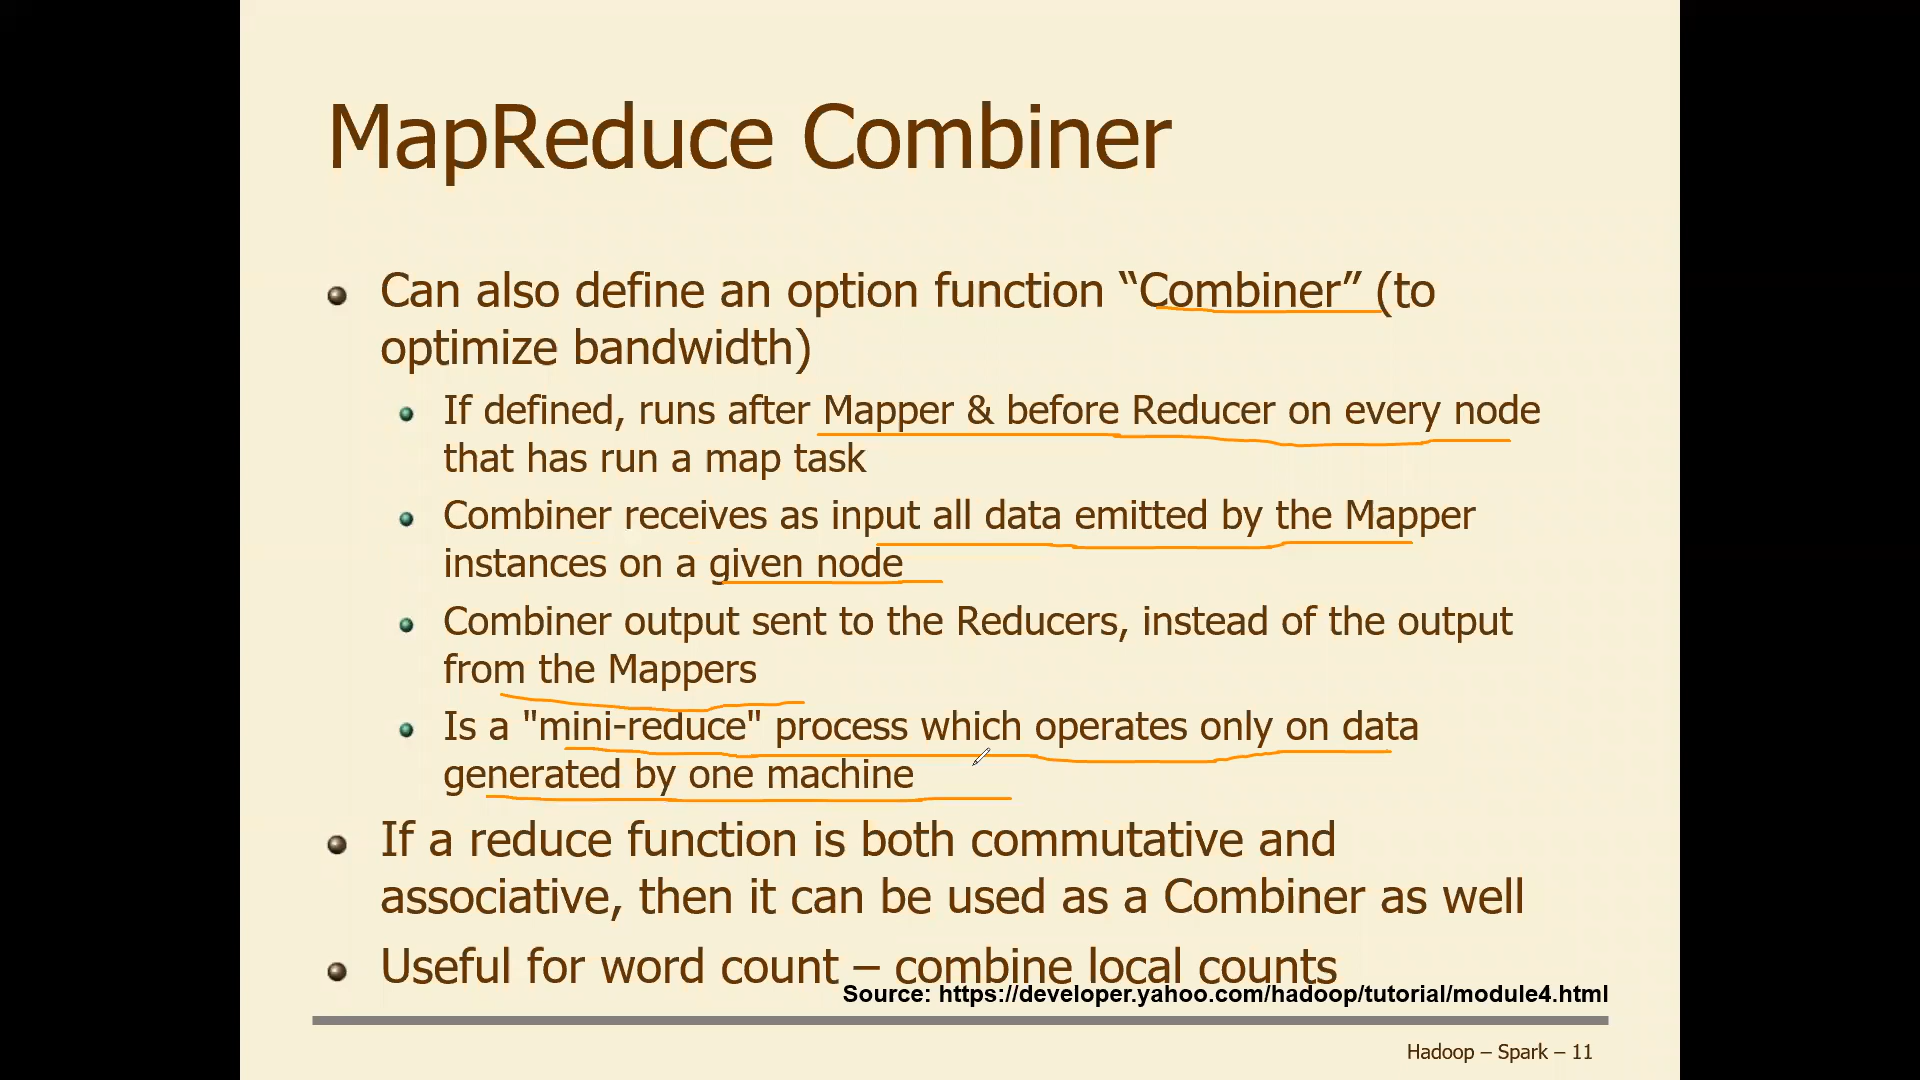 MapReduce Combiner
Can also define an option function “Combiner” (to
optimize bandwidth)
If defined, runs after Mapper & before Reducer on every node
that has run a map task
Combiner receives as input all data emitted by the Mapper
instances on a given node
Combiner output sent to the Reducers, instead of the output
from the Mappers
Is a "mini-reduce" process which operates only on data
generated by one machine
If a reduce function is both commutative and
associative, then it can be used as a Combiner as well
Useful for word count – combine local counts
Source: https://developer.yahoo.com/hadoop/tutorial/module4.html
Hadoop – Spark – 11